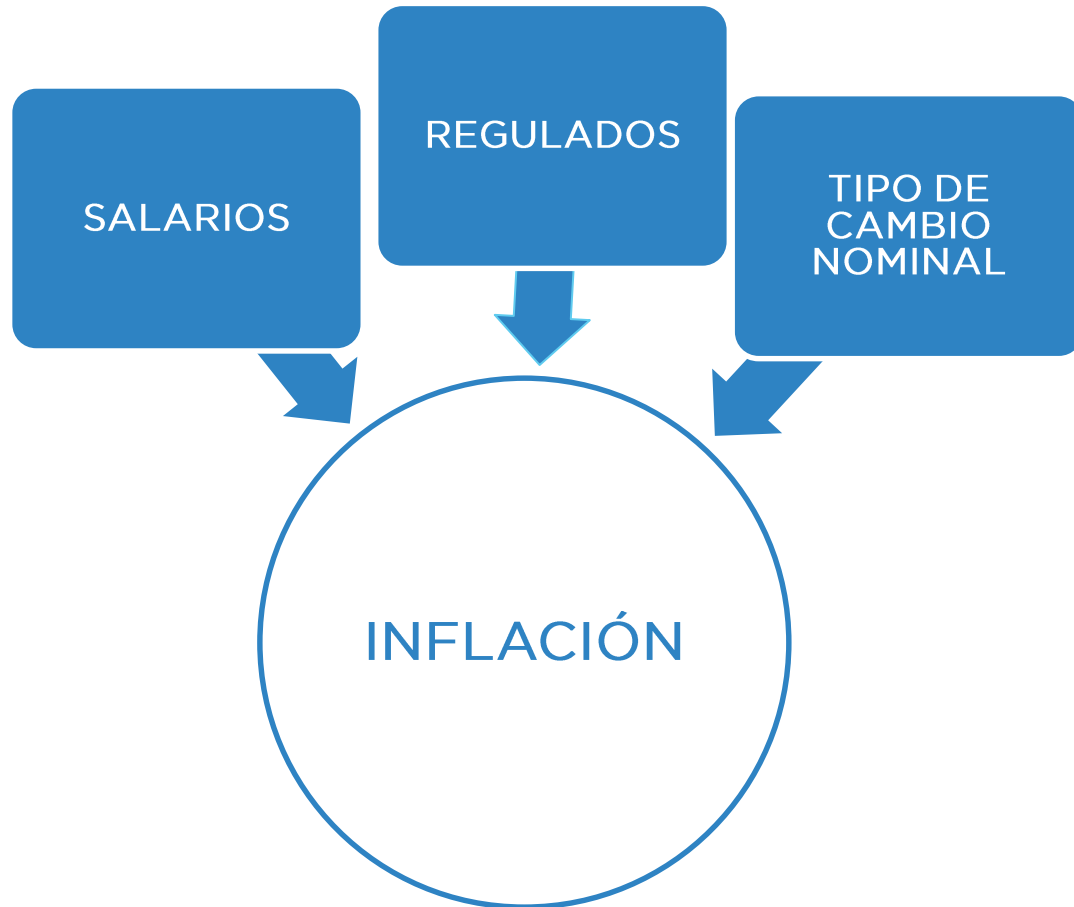 SALARIOS
REGULADOS
TIPO DE
CAMBIO
NOMINAL
INFLACIÓN